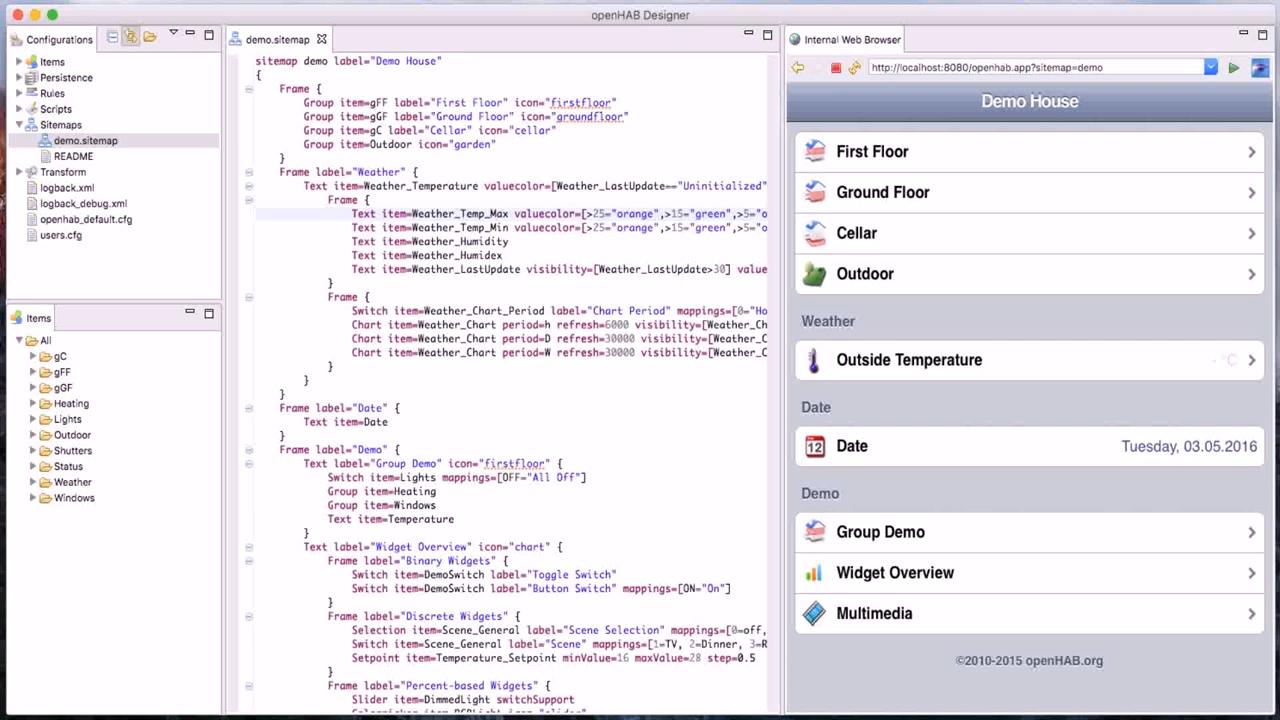 openHAB Designer
Configurations
Items
Persistence
Rules
Scripts
Sitemaps
demo.sitemap
README
Transform
logback.xml
logback_debug.xml
openhab_default.cfg
users.cfg
Items
All
gC
gFF
gGF
Heating
Lights
Outdoor
Shutters
Status
Weather
Windows
demo.sitemap
sitemap demo label="Demo House"
{
Frame {
Group item=gFF label="First Floor" icon="firstfloor"
Group item=gGF label="Ground Floor" icon="groundfloor"
Group item=gC label="Cellar" icon="cellar"
Group item=Outdoor icon="garden"
}
Frame label="Weather" {
Text item=Weather_Temperature valuecolor=[Weather_LastUpdate=="Uninitialized"
Frame {
Text item=Weather_Temp_Max valuecolor=[>25="orange",>15="green",>5="o
Text item=Weather_Temp_Min valuecolor=[>25="orange",>15="green",>5="o
Text item=Weather_Humidity
Text item=Weather_Humidex
Text item=Weather_LastUpdate visibility=[Weather_LastUpdate>30] value
}
Frame {
Switch item=Weather_Chart_Period label="Chart Period" mappings=[0="Ho
Chart item=Weather_Chart period=h refresh=6000 visibility=[Weather_Ch
Chart item=Weather_Chart period=D refresh=30000 visibility=[Weather_C
Chart item=Weather_Chart period=W refresh=30000 visibility=[Weather_C
}
}
}
Frame label="Date" {
Text item=Date
}
Frame label="Demo" {
Text label="Group Demo" icon="firstfloor" {
Switch item=Lights mappings=[OFF="All Off"]
Group item=Heating
Group item=Windows
Text item=Temperature
}
Text label="Widget Overview" icon="chart" {
Frame label="Binary Widgets" {
Switch item=DemoSwitch label="Toggle Switch"
Switch item=DemoSwitch label="Button Switch" mappings=[ON="On"]
}
Frame label="Discrete Widgets" {
Selection item=Scene_General label="Scene Selection" mappings=[0=off,
Switch item=Scene_General label="Scene" mappings=[1=TV, 2=Dinner, 3=R
Setpoint item=Temperature_Setpoint minValue=16 maxValue=28 step=0.5
}
Frame label="Percent-based Widgets" {
Slider item=DimmedLight switchSupport
Internal Web Browser
http://localhost:8080/openhab.app?sitemap=demo
Demo House
First Floor
Ground Floor
Cellar
Outdoor
Weather
Outside Temperature - °C
Date
12 Date Tuesday, 03.05.2016
Demo
Group Demo
Widget Overview
Multimedia
©2010-2015 openHAB.org